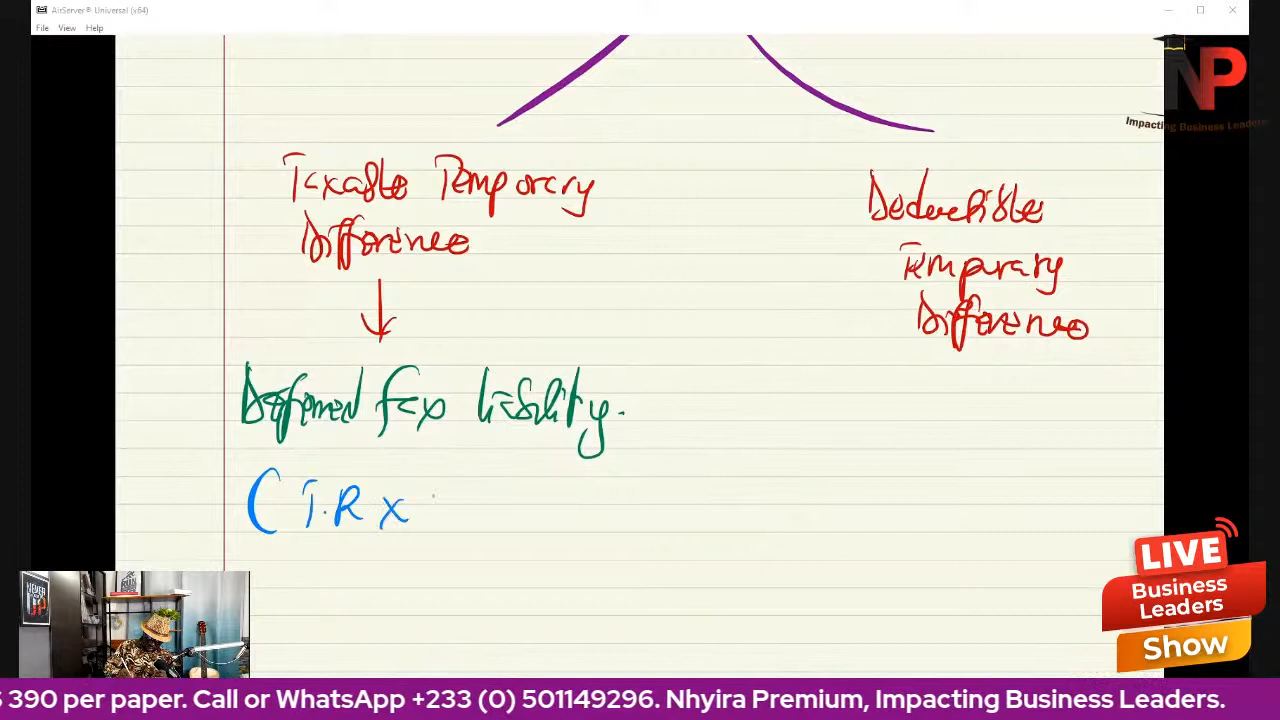 AirServer® Universal (x64)
File View Help
NP
Impacting Business Leaders
Taxable Temporary
Difference
Deductible
Temporary
Difference
Deferred tax liability.
( T.R x
LIVE
Business
Leaders
Show
390 per paper. Call or WhatsApp +233 (0) 501149296. Nhyira Premium, Impacting Business Leaders.